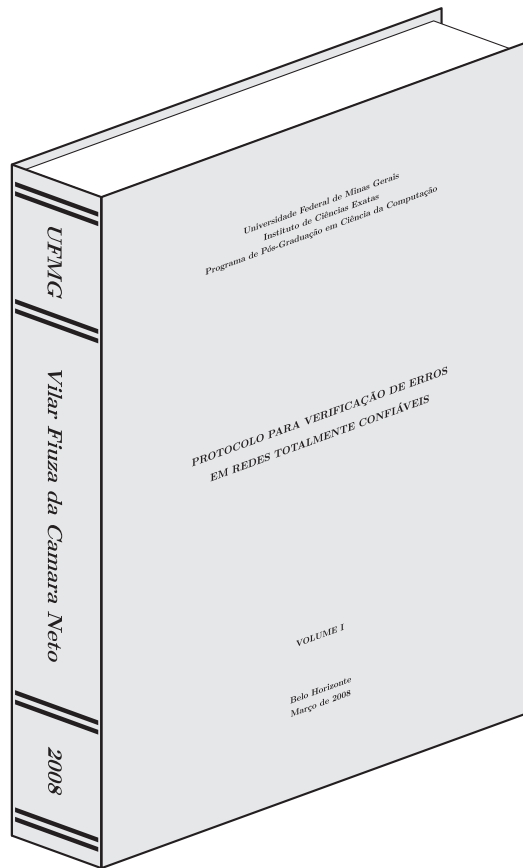 UFMG
Vilar Fiuza da Camara Neto
2008
Universidade Federal de Minas Gerais
Instituto de Ciências Exatas
Programa de Pós-Graduação em Ciência da Computação
PROTOCOLO PARA VERIFICAÇÃO DE ERROS
EM REDES TOTALMENTE CONFIÁVEIS
VOLUME I
Belo Horizonte
Março de 2008